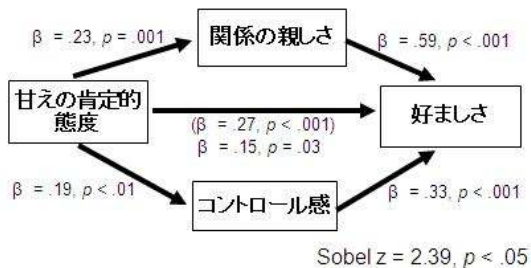 β = .23, p = .001
関係の親しさ
β = .59, p < .001
甘えの肯定的
態度
(β = .27, p < .001)
β = .15, p = .03
好ましさ
β = .19, p < .01
コントロール感
β = .33, p < .001
Sobel z = 2.39, p < .05